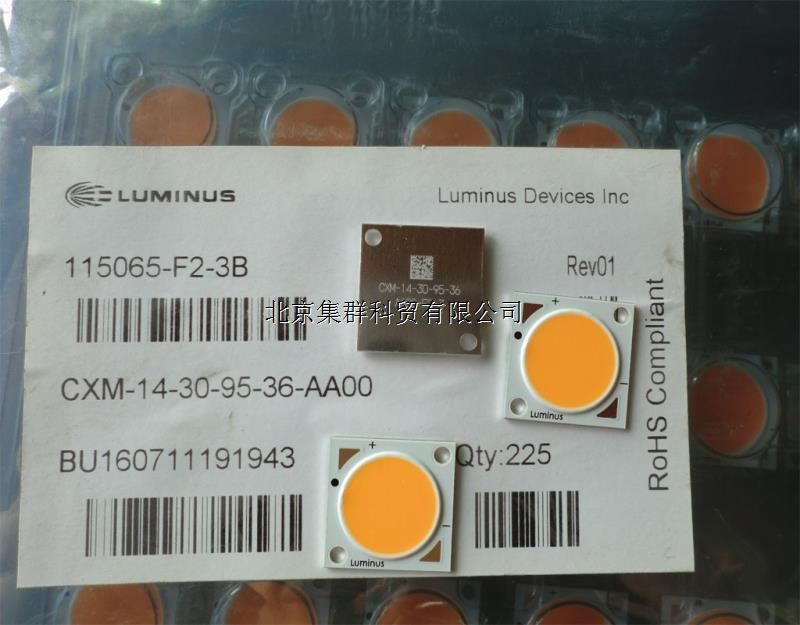 LUMINUS
Luminus Devices Inc
115065-F2-3B
Rev01
CXM-14-30-95-36
北京集群科贸有限公司
CXM-14-30-95-36-AA00
Luminus
BU160711191943
Qty:225
Luminus
RoHS Compliant